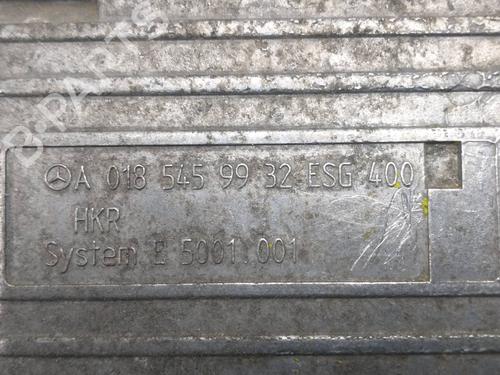 B-PARTS
A 018 545 99 32 ESG 400
HKR
System E 5001.001